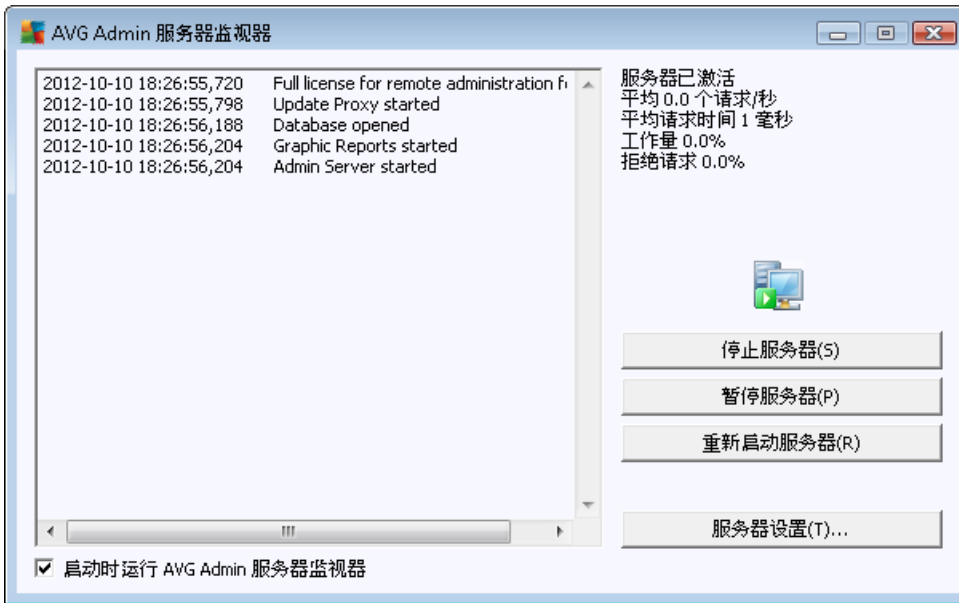 AVG Admin 服务器监视器
2012-10-10 18:26:55,720 Full license for remote administration
2012-10-10 18:26:55,798 Update Proxy started
2012-10-10 18:26:56,188 Database opened
2012-10-10 18:26:56,204 Graphic Reports started
2012-10-10 18:26:56,204 Admin Server started
服务器已激活
平均 0.0 个请求/秒
平均请求时间 1 毫秒
工作量 0.0%
拒绝请求 0.0%
停止服务器(S)
暂停服务器(P)
重新启动服务器(R)
服务器设置(T)...
启动时运行 AVG Admin 服务器监视器